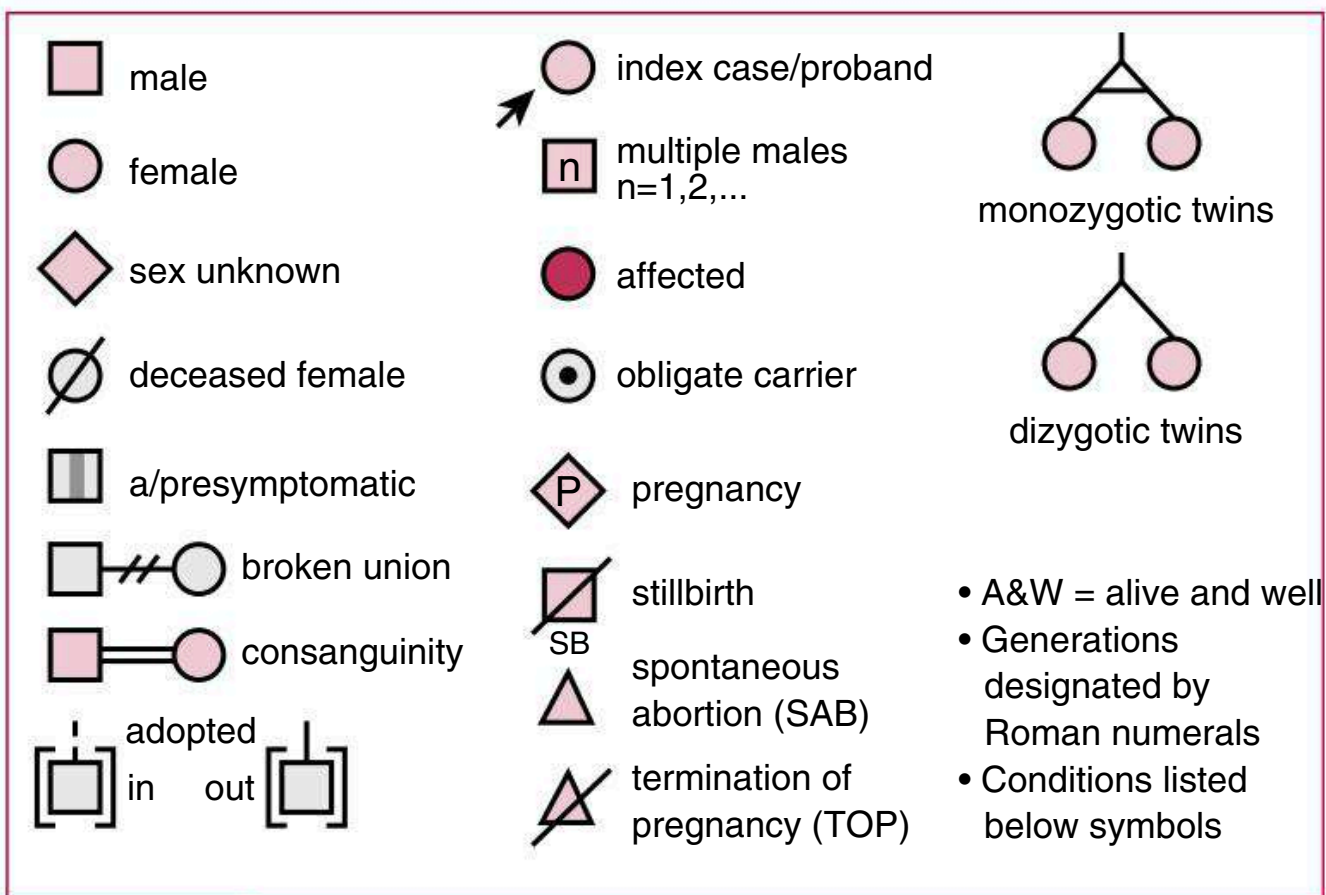 male
female
sex unknown
deceased female
a/presymptomatic
broken union
consanguinity
adopted
in out
index case/proband
n
multiple males
n=1,2,...
affected
obligate carrier
P
pregnancy
stillbirth
SB
spontaneous
abortion (SAB)
termination of
pregnancy (TOP)
monozygotic twins
dizygotic twins
• A&W = alive and well
• Generations
designated by
Roman numerals
• Conditions listed
below symbols